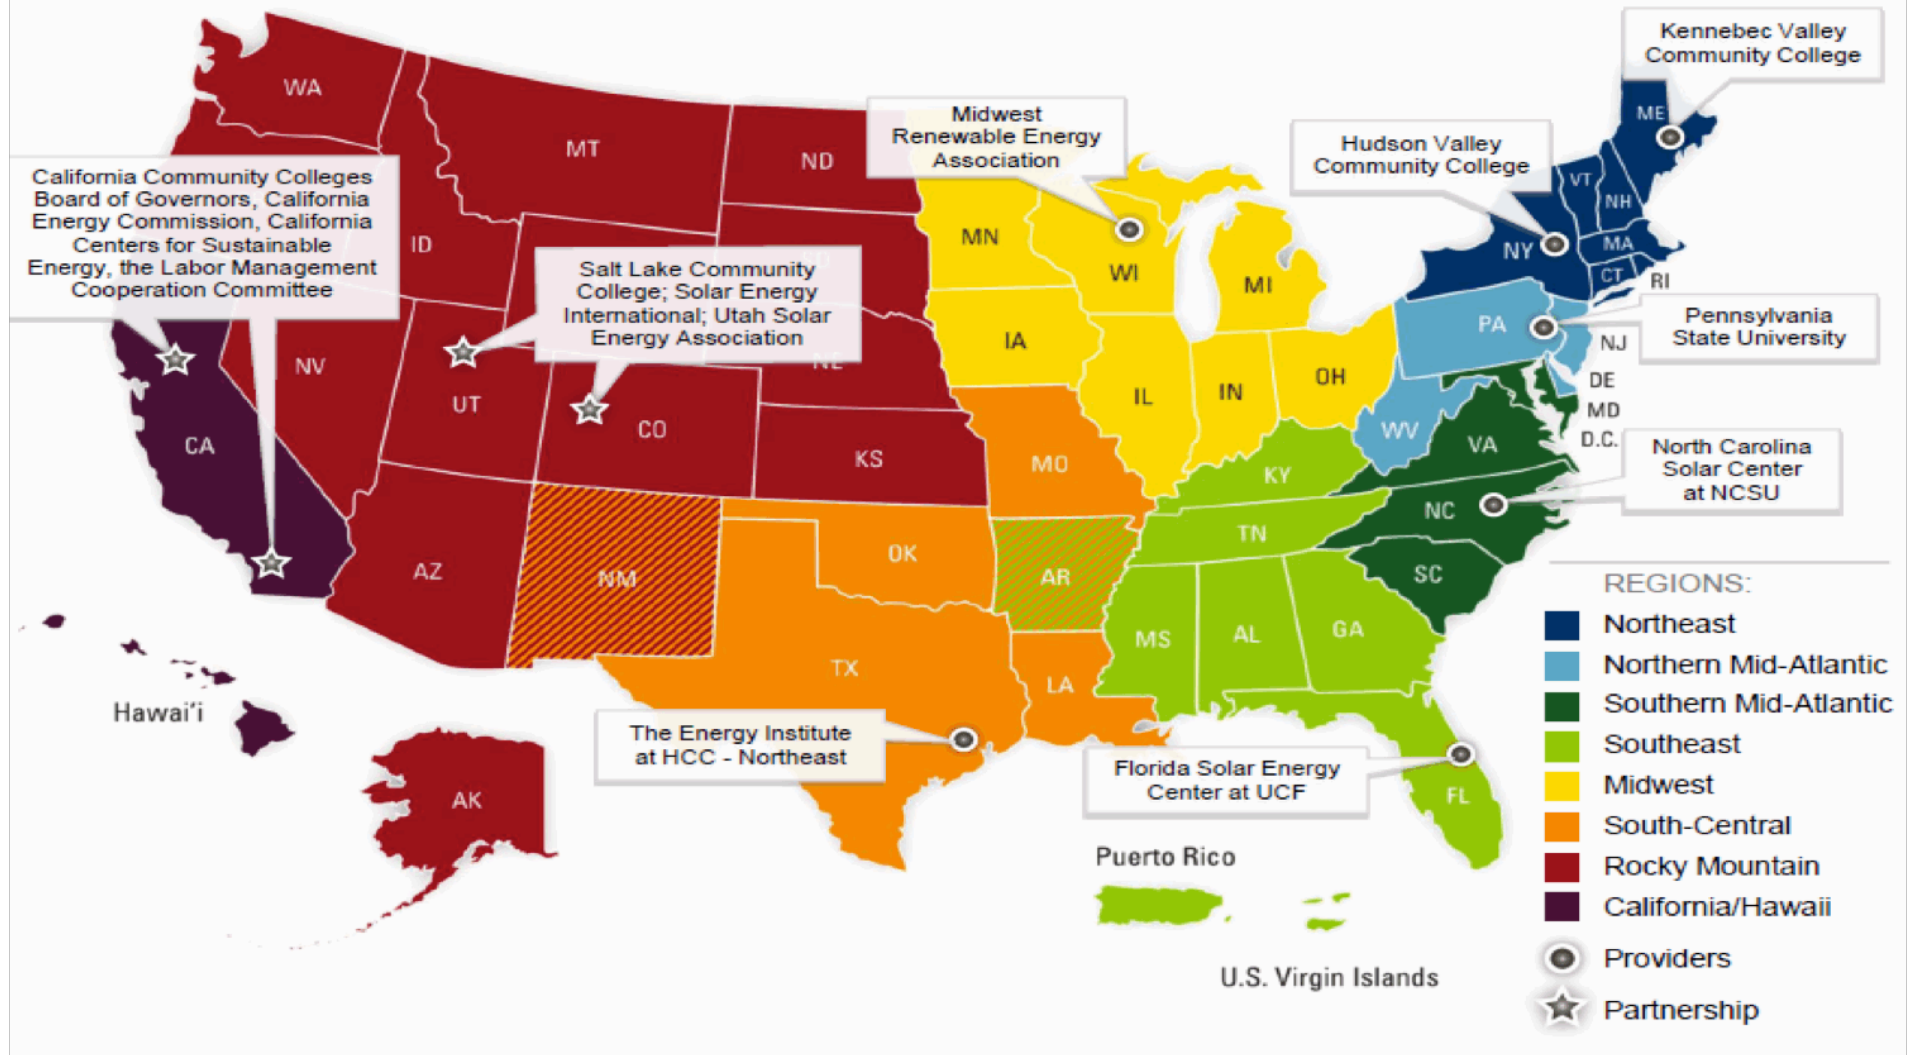 Kennebec Valley
Community College
Midwest
Renewable Energy
Association
Hudson Valley
Community College
California Community Colleges
Board of Governors, California
Energy Commission, California
Centers for Sustainable
Energy, the Labor Management
Cooperation Committee
Salt Lake Community
College; Solar Energy
International; Utah Solar
Energy Association
Pennsylvania
State University
North Carolina
Solar Center
at NCSU
The Energy Institute
at HCC - Northeast
Florida Solar Energy
Center at UCF
WA
MT
ND
ID
SD
NE
NV
UT
CO
KS
CA
AZ
NM
MN
WI
MI
IA
IL
IN
OH
MO
OK
AR
TX
LA
KY
TN
MS
AL
GA
FL
ME
VT
NH
NY
MA
CT
RI
PA
NJ
DE
MD
D.C.
WV
VA
NC
SC
Hawai'i
AK
Puerto Rico
U.S. Virgin Islands
REGIONS:
Northeast
Northern Mid-Atlantic
Southern Mid-Atlantic
Southeast
Midwest
South-Central
Rocky Mountain
California/Hawaii
Providers
Partnership